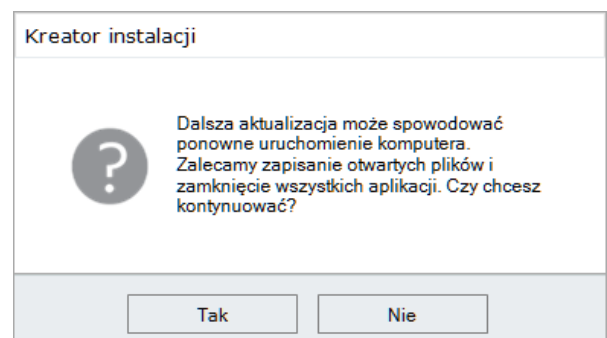 Kreator instalacji
Dalsza aktualizacja może spowodować
ponowne uruchomienie komputera.
Zalecamy zapisanie otwartych plików i
zamknięcie wszystkich aplikacji. Czy chcesz
kontynuować?
Tak
Nie